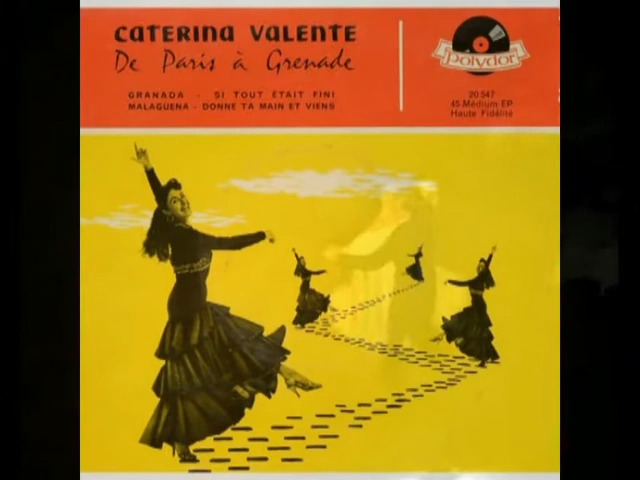 CATERINA VALENTE
De Paris à Grenade
GRANADA - SI TOUT ÉTAIT FINI
MALAGUENA - DONNE TA MAIN ET VIENS
Polydor
20.547
45 Médium EP
Haute Fidélité